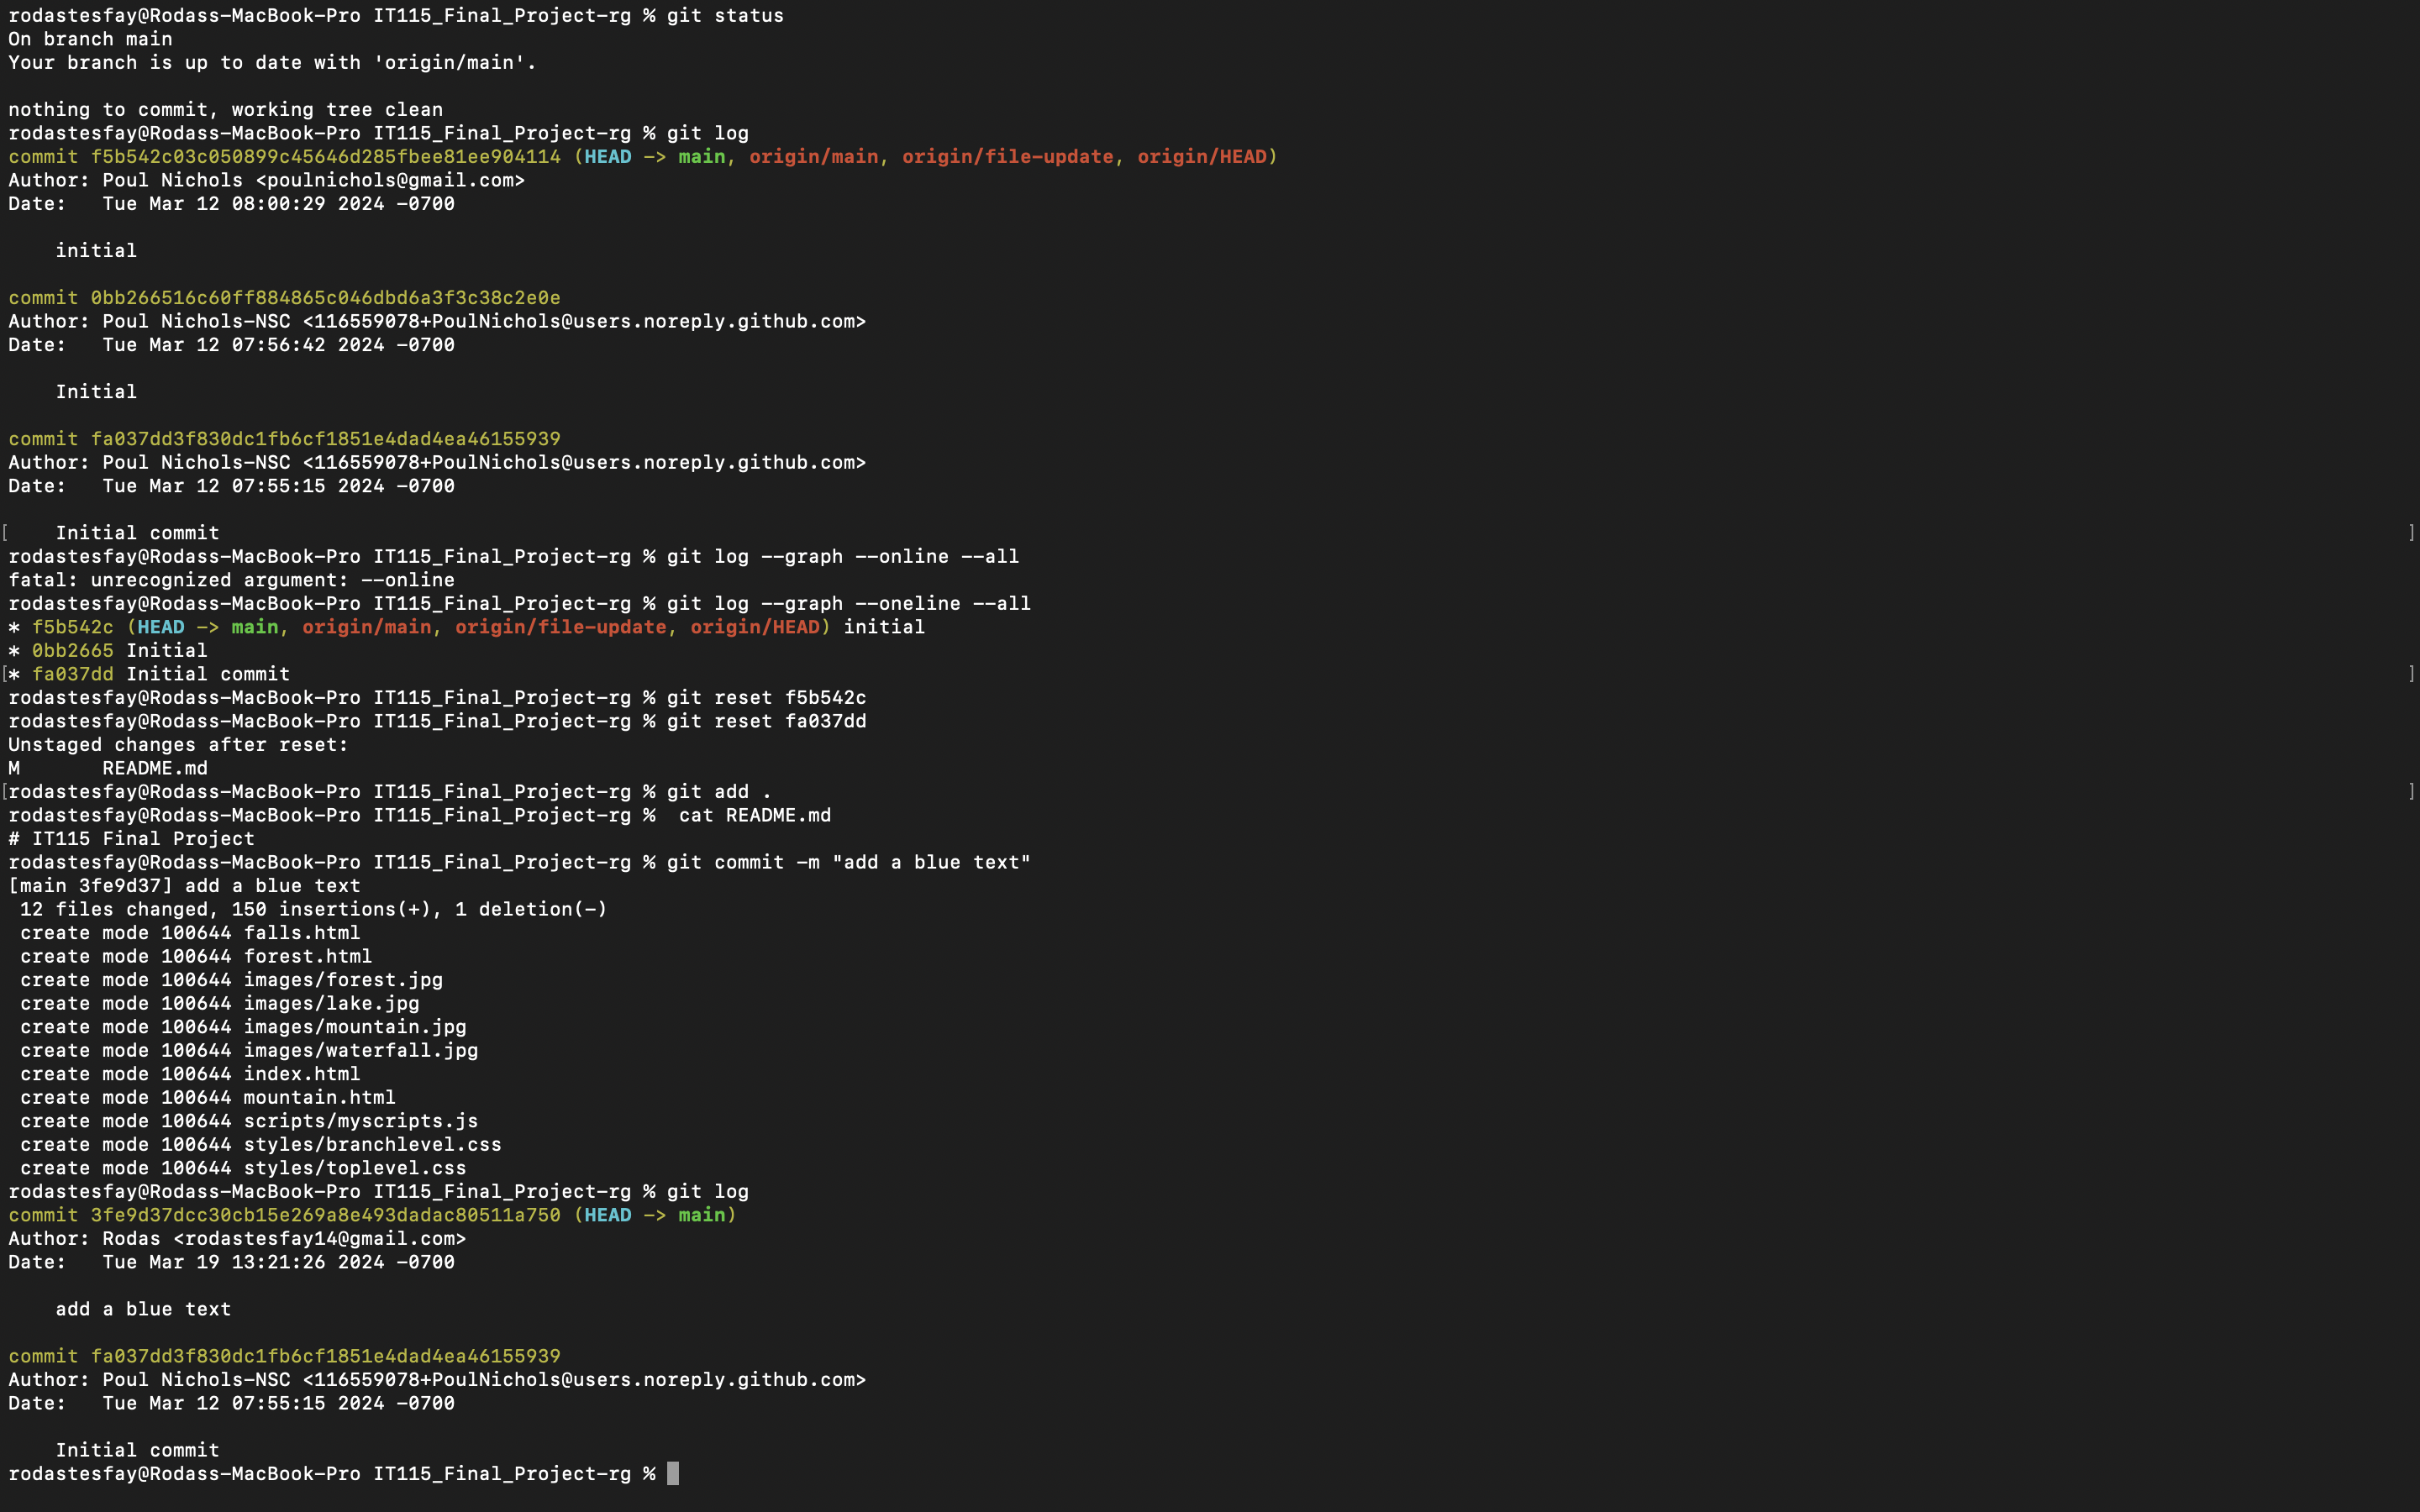 rodastesfay@Rodass-MacBook-Pro IT115_Final_Project-rg % git status
On branch main
Your branch is up to date with 'origin/main'.

nothing to commit, working tree clean
rodastesfay@Rodass-MacBook-Pro IT115_Final_Project-rg % git log
commit f5b542c03c050899c45646d285fbee81ee904114 (HEAD -> main, origin/main, origin/file-update, origin/HEAD)
Author: Poul Nichols <poulnichols@gmail.com>
Date:   Tue Mar 12 08:00:29 2024 -0700

    initial

commit 0bb266516c60ff884865c046dbd6a3f3c38c2e0e
Author: Poul Nichols-NSC <116559078+PoulNichols@users.noreply.github.com>
Date:   Tue Mar 12 07:56:42 2024 -0700

    Initial

commit fa037dd3f830dc1fb6cf1851e4dad4ea46155939
Author: Poul Nichols-NSC <116559078+PoulNichols@users.noreply.github.com>
Date:   Tue Mar 12 07:55:15 2024 -0700

[    Initial commit ]
rodastesfay@Rodass-MacBook-Pro IT115_Final_Project-rg % git log --graph --online --all
fatal: unrecognized argument: --online
rodastesfay@Rodass-MacBook-Pro IT115_Final_Project-rg % git log --graph --oneline --all
* f5b542c (HEAD -> main, origin/main, origin/file-update, origin/HEAD) initial
* 0bb2665 Initial
[* fa037dd Initial commit ]
rodastesfay@Rodass-MacBook-Pro IT115_Final_Project-rg % git reset f5b542c
rodastesfay@Rodass-MacBook-Pro IT115_Final_Project-rg % git reset fa037dd
Unstaged changes after reset:
M       README.md
[rodastesfay@Rodass-MacBook-Pro IT115_Final_Project-rg % git add . ]
rodastesfay@Rodass-MacBook-Pro IT115_Final_Project-rg %  cat README.md
# IT115 Final Project
rodastesfay@Rodass-MacBook-Pro IT115_Final_Project-rg % git commit -m "add a blue text"
[main 3fe9d37] add a blue text
 12 files changed, 150 insertions(+), 1 deletion(-)
 create mode 100644 falls.html
 create mode 100644 forest.html
 create mode 100644 images/forest.jpg
 create mode 100644 images/lake.jpg
 create mode 100644 images/mountain.jpg
 create mode 100644 images/waterfall.jpg
 create mode 100644 index.html
 create mode 100644 mountain.html
 create mode 100644 scripts/myscripts.js
 create mode 100644 styles/branchlevel.css
 create mode 100644 styles/toplevel.css
rodastesfay@Rodass-MacBook-Pro IT115_Final_Project-rg % git log
commit 3fe9d37dcc30cb15e269a8e493dadac80511a750 (HEAD -> main)
Author: Rodas <rodastesfay14@gmail.com>
Date:   Tue Mar 19 13:21:26 2024 -0700

    add a blue text

commit fa037dd3f830dc1fb6cf1851e4dad4ea46155939
Author: Poul Nichols-NSC <116559078+PoulNichols@users.noreply.github.com>
Date:   Tue Mar 12 07:55:15 2024 -0700

    Initial commit
rodastesfay@Rodass-MacBook-Pro IT115_Final_Project-rg %